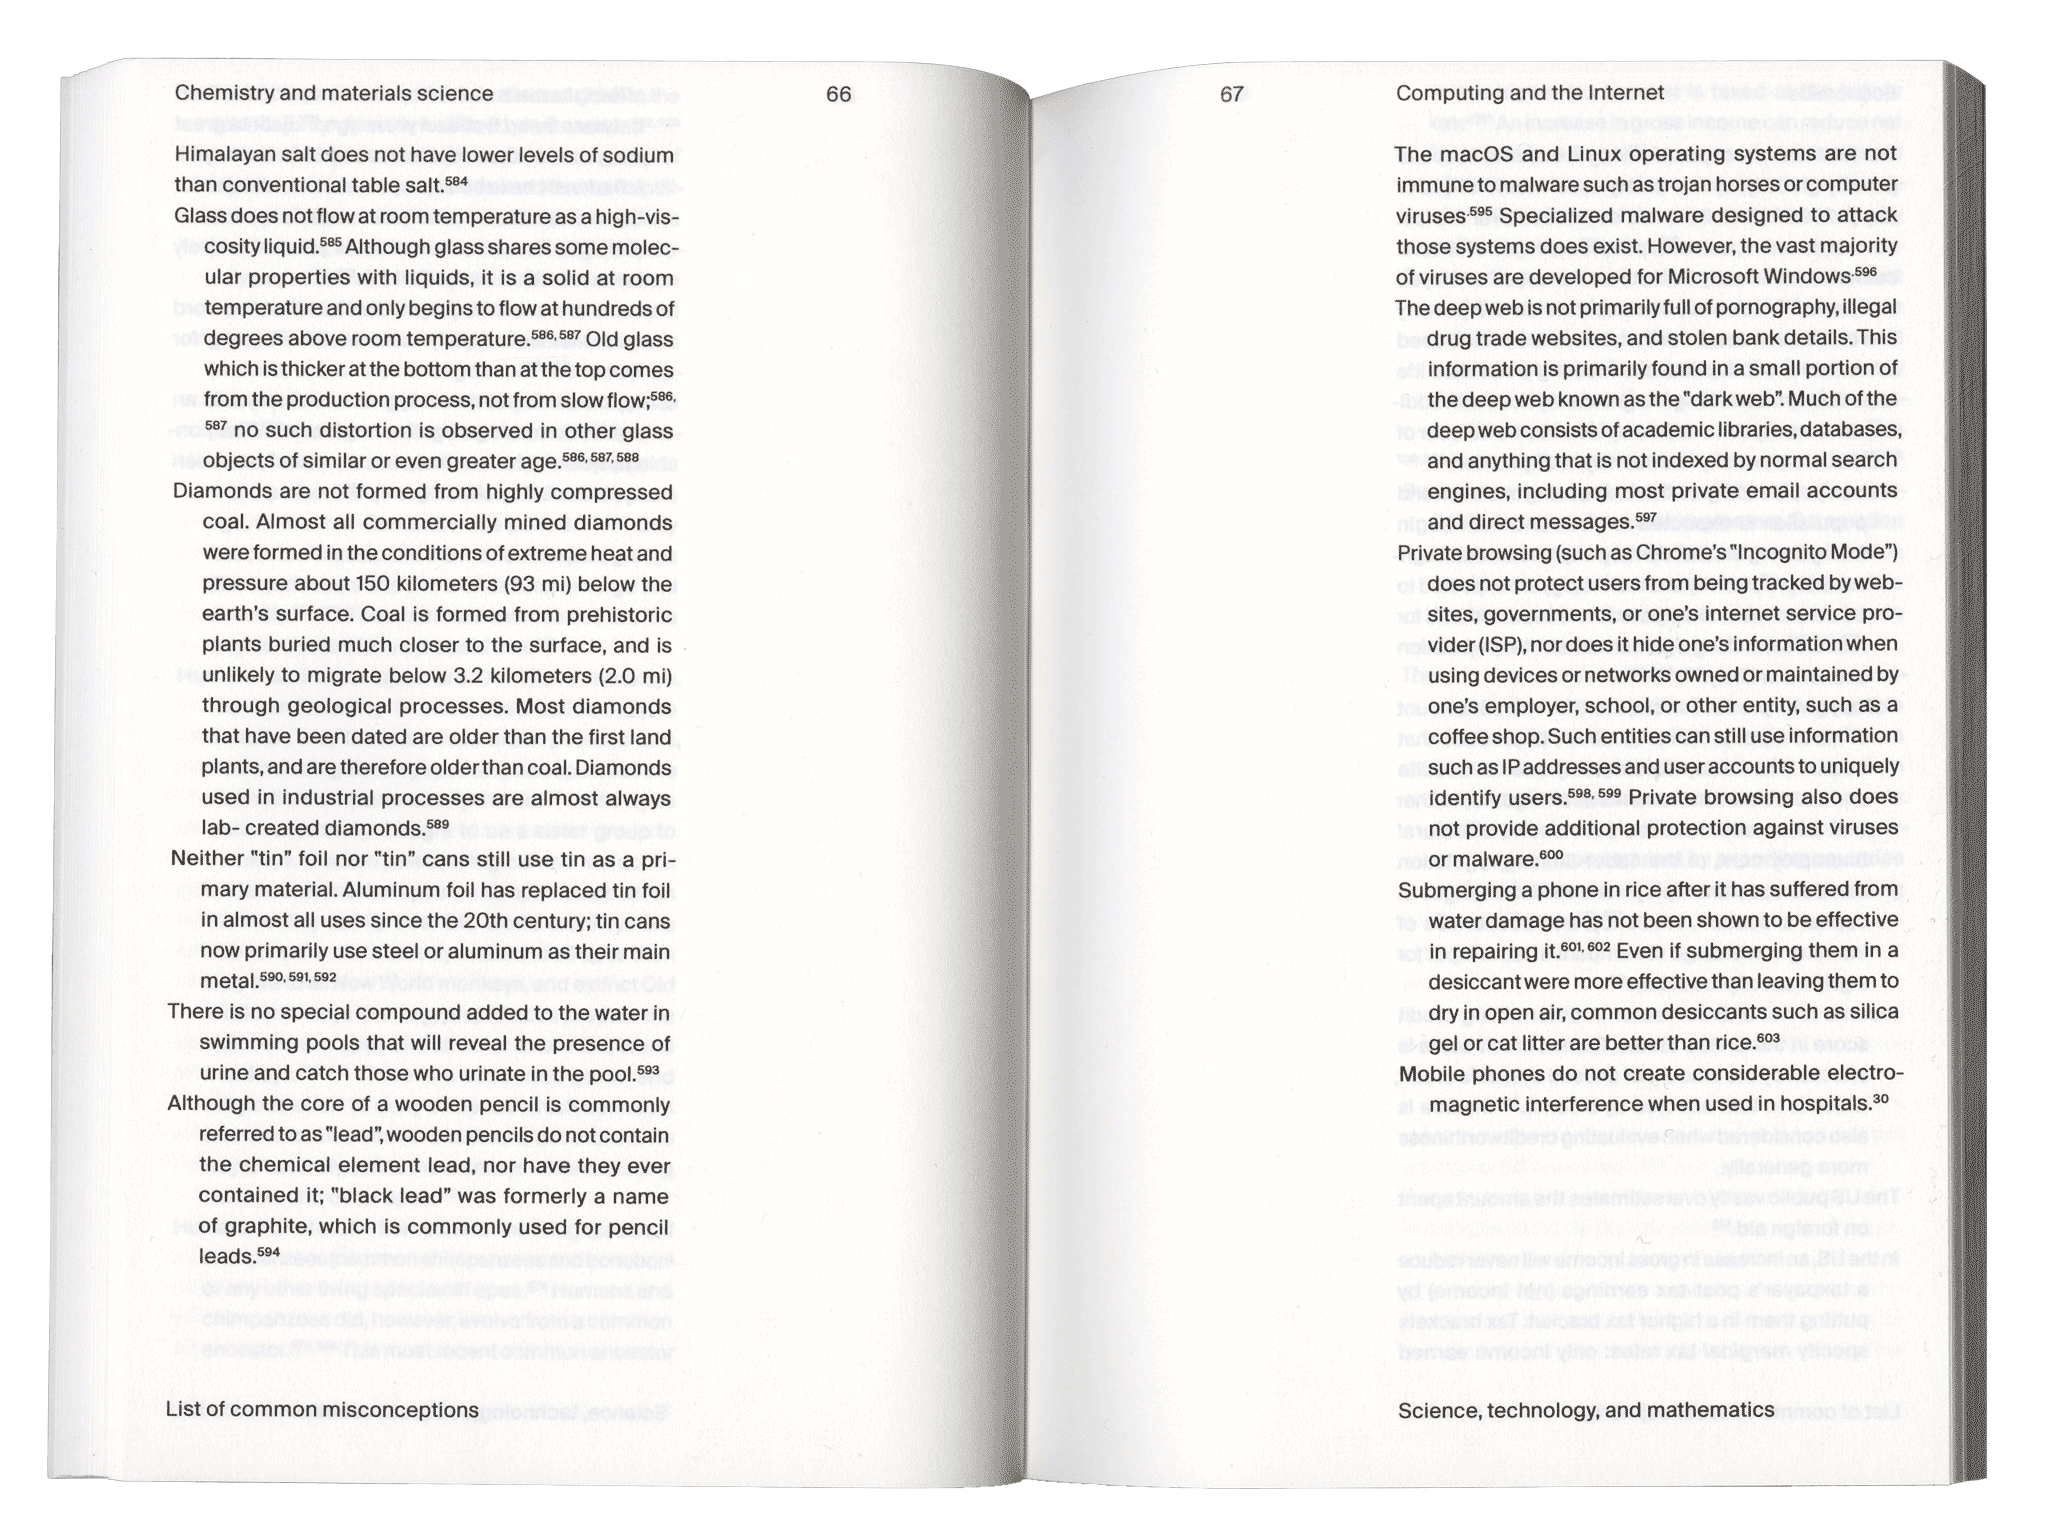 Chemistry and materials science
66
Himalayan salt does not have lower levels of sodium
than conventional table salt.584
Glass does not flow at room temperature as a high-vis-
cosity liquid.585 Although glass shares some molec-
ular properties with liquids, it is a solid at room
temperature and only begins to flow at hundreds of
degrees above room temperature.586, 587 Old glass
which is thicker at the bottom than at the top comes
from the production process, not from slow flow;586,
587 no such distortion is observed in other glass
objects of similar or even greater age.586, 587, 588
Diamonds are not formed from highly compressed
coal. Almost all commercially mined diamonds
were formed in the conditions of extreme heat and
pressure about 150 kilometers (93 mi) below the
earth's surface. Coal is formed from prehistoric
plants buried much closer to the surface, and is
unlikely to migrate below 3.2 kilometers (2.0 mi)
through geological processes. Most diamonds
that have been dated are older than the first land
plants, and are therefore older than coal. Diamonds
used in industrial processes are almost always
lab- created diamonds.589
Neither "tin" foil nor "tin" cans still use tin as a pri-
mary material. Aluminum foil has replaced tin foil
in almost all uses since the 20th century; tin cans
now primarily use steel or aluminum as their main
metal.590, 591, 592
There is no special compound added to the water in
swimming pools that will reveal the presence of
urine and catch those who urinate in the pool.593
Although the core of a wooden pencil is commonly
referred to as "lead", wooden pencils do not contain
the chemical element lead, nor have they ever
contained it; "black lead" was formerly a name
of graphite, which is commonly used for pencil
leads.594
List of common misconceptions
67
Computing and the Internet
The macOS and Linux operating systems are not
immune to malware such as trojan horses or computer
viruses.595 Specialized malware designed to attack
those systems does exist. However, the vast majority
of viruses are developed for Microsoft Windows.596
The deep web is not primarily full of pornography, illegal
drug trade websites, and stolen bank details. This
information is primarily found in a small portion of
the deep web known as the "dark web". Much of the
deep web consists of academic libraries, databases,
and anything that is not indexed by normal search
engines, including most private email accounts
and direct messages.597
Private browsing (such as Chrome's "Incognito Mode")
does not protect users from being tracked by web-
sites, governments, or one's internet service pro-
vider (ISP), nor does it hide one's information when
using devices or networks owned or maintained by
one's employer, school, or other entity, such as a
coffee shop. Such entities can still use information
such as IP addresses and user accounts to uniquely
identify users.598, 599 Private browsing also does
not provide additional protection against viruses
or malware.600
Submerging a phone in rice after it has suffered from
water damage has not been shown to be effective
in repairing it.601, 602 Even if submerging them in a
desiccant were more effective than leaving them to
dry in open air, common desiccants such as silica
gel or cat litter are better than rice.603
Mobile phones do not create considerable electro-
magnetic interference when used in hospitals.30
Science, technology, and mathematics